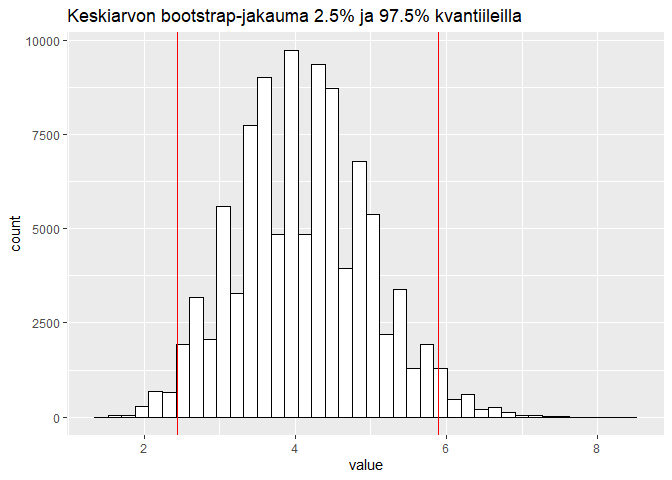 Keskiarvon bootstrap-jakauma 2.5% ja 97.5% kvantiileilla
10000
7500
5000
2500
0
count
2 4 6 8
value